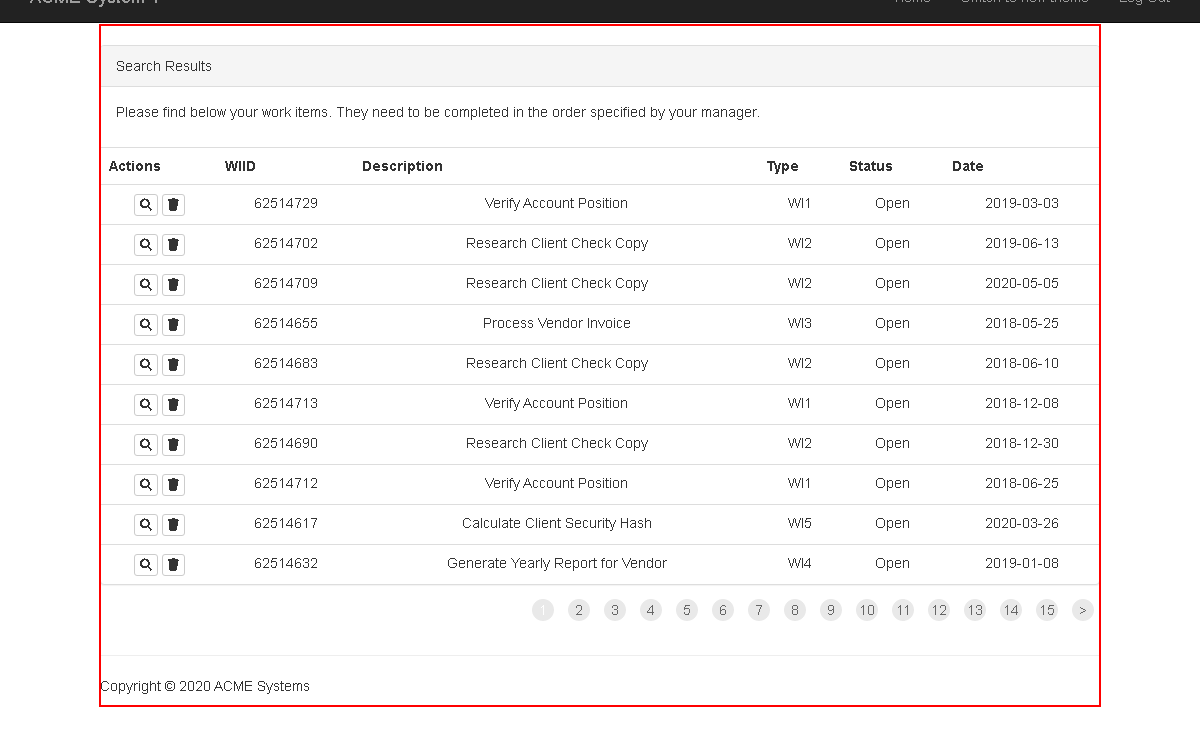 ACME System 1 Home Log Out
Search Results
Please find below your work items. They need to be completed in the order specified by your manager.
Actions WIID Description Type Status Date
62514729 Verify Account Position WI1 Open 2019-03-03
62514702 Research Client Check Copy WI2 Open 2019-06-13
62514709 Research Client Check Copy WI2 Open 2020-05-05
62514655 Process Vendor Invoice WI3 Open 2018-05-25
62514683 Research Client Check Copy WI2 Open 2018-06-10
62514713 Verify Account Position WI1 Open 2018-12-08
62514690 Research Client Check Copy WI2 Open 2018-12-30
62514712 Verify Account Position WI1 Open 2018-06-25
62514617 Calculate Client Security Hash WI5 Open 2020-03-26
62514632 Generate Yearly Report for Vendor WI4 Open 2019-01-08
1 2 3 4 5 6 7 8 9 10 11 12 13 14 15 >
Copyright © 2020 ACME Systems